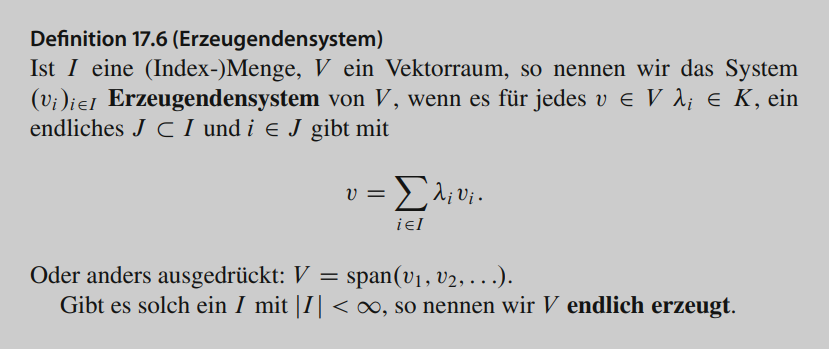 Definition 17.6 (Erzeugendensystem)
Ist I eine (Index-)Menge, V ein Vektorraum, so nennen wir das System
(v_i)_{i∈I} Erzeugendensystem von V, wenn es für jedes v ∈ V λ_i ∈ K, ein
endliches J ⊂ I und i ∈ J gibt mit
v = ∑_{i∈I} λ_i v_i.
Oder anders ausgedrückt: V = span(v_1, v_2, . . .).
Gibt es solch ein I mit |I| < ∞, so nennen wir V endlich erzeugt.